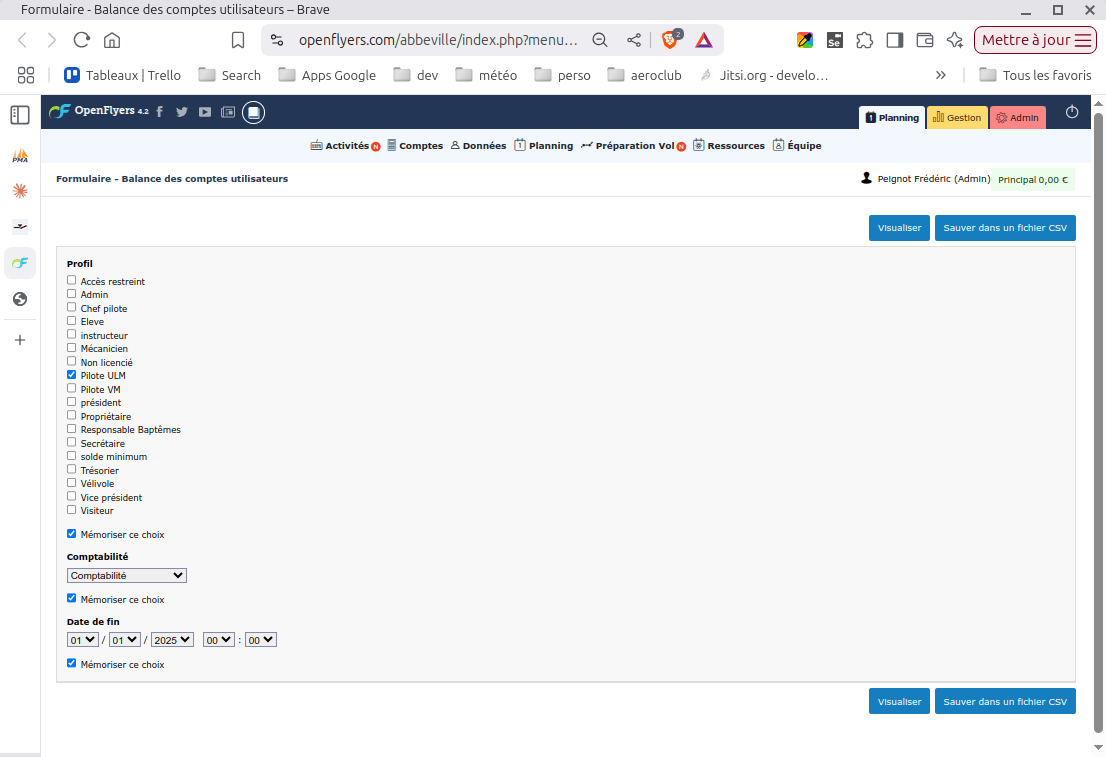 Formulaire - Balance des comptes utilisateurs – Brave
openflyers.com/abbeville/index.php?menu...
2
Se
Mettre à jour
Tableaux | Trello
Search
Apps Google
dev
météo
perso
aeroclub
Jitsi.org - develo...
»
Tous les favoris
PMA
OpenFlyers 4.2
Planning
Gestion
Admin
Activités N
Comptes
Données
Planning
Préparation Vol N
Ressources
Équipe
Formulaire - Balance des comptes utilisateurs
Peignot Frédéric (Admin)
Principal 0,00 €
Visualiser
Sauver dans un fichier CSV
Profil
Accès restreint
Admin
Chef pilote
Eleve
instructeur
Mécanicien
Non licencié
Pilote ULM
Pilote VM
président
Propriétaire
Responsable Baptêmes
Secrétaire
solde minimum
Trésorier
Vélivole
Vice président
Visiteur
Mémoriser ce choix
Comptabilité
Comptabilité
Mémoriser ce choix
Date de fin
01 / 01 / 2025 00 : 00
Mémoriser ce choix
Visualiser
Sauver dans un fichier CSV